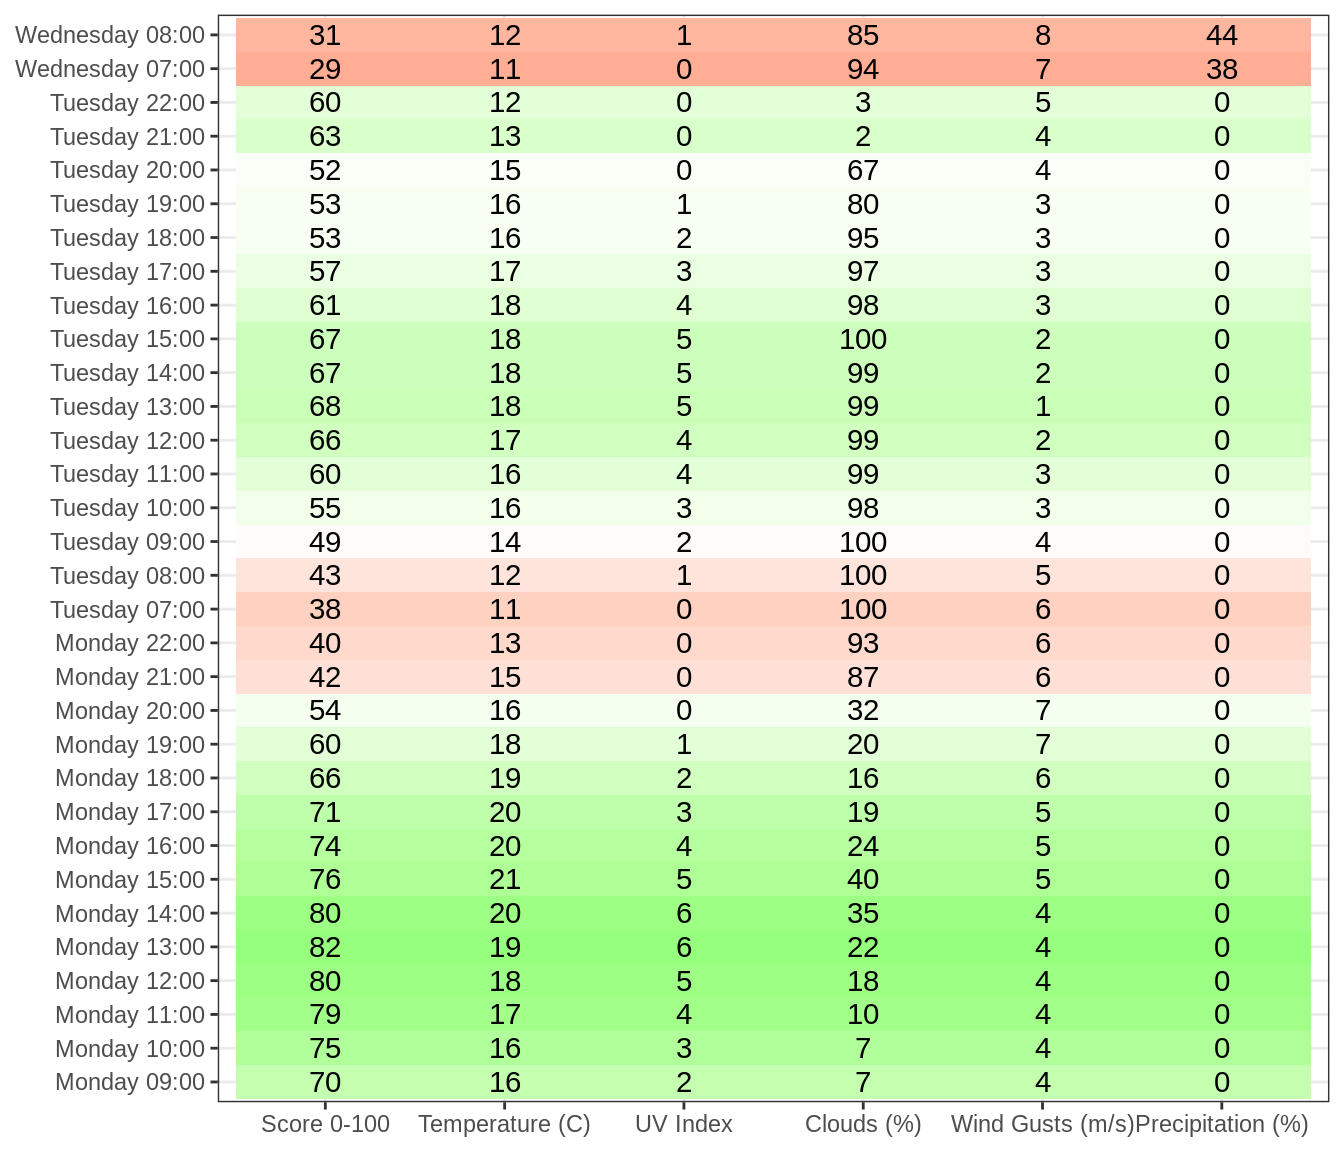 Wednesday 08:00 31 12 1 85 8 44
Wednesday 07:00 29 11 0 94 7 38
Tuesday 22:00 60 12 0 3 5 0
Tuesday 21:00 63 13 0 2 4 0
Tuesday 20:00 52 15 0 67 4 0
Tuesday 19:00 53 16 1 80 3 0
Tuesday 18:00 53 16 2 95 3 0
Tuesday 17:00 57 17 3 97 3 0
Tuesday 16:00 61 18 4 98 3 0
Tuesday 15:00 67 18 5 100 2 0
Tuesday 14:00 67 18 5 99 2 0
Tuesday 13:00 68 18 5 99 1 0
Tuesday 12:00 66 17 4 99 2 0
Tuesday 11:00 60 16 4 99 3 0
Tuesday 10:00 55 16 3 98 3 0
Tuesday 09:00 49 14 2 100 4 0
Tuesday 08:00 43 12 1 100 5 0
Tuesday 07:00 38 11 0 100 6 0
Monday 22:00 40 13 0 93 6 0
Monday 21:00 42 15 0 87 6 0
Monday 20:00 54 16 0 32 7 0
Monday 19:00 60 18 1 20 7 0
Monday 18:00 66 19 2 16 6 0
Monday 17:00 71 20 3 19 5 0
Monday 16:00 74 20 4 24 5 0
Monday 15:00 76 21 5 40 5 0
Monday 14:00 80 20 6 35 4 0
Monday 13:00 82 19 6 22 4 0
Monday 12:00 80 18 5 18 4 0
Monday 11:00 79 17 4 10 4 0
Monday 10:00 75 16 3 7 4 0
Monday 09:00 70 16 2 7 4 0
Score 0-100 Temperature (C) UV Index Clouds (%) Wind Gusts (m/s) Precipitation (%)